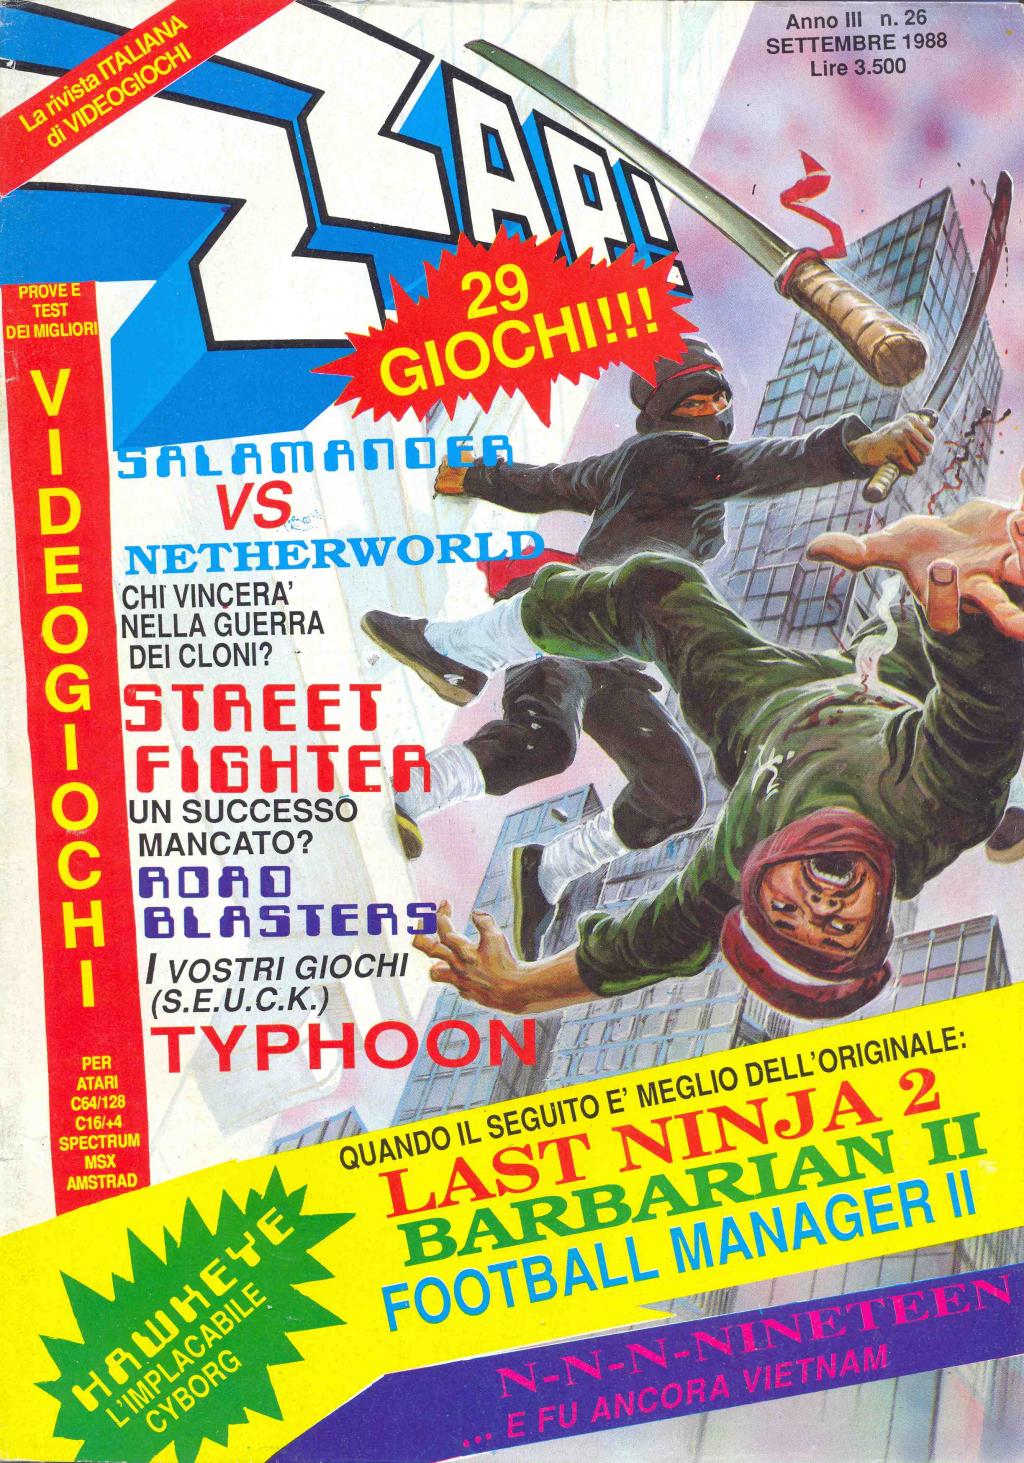 La rivista ITALIANA
di VIDEOGIOCHI
Anno III n. 26
SETTEMBRE 1988
Lire 3.500
ZZAP!
29
GIOCHI!!!
PROVE E
TEST
DEI MIGLIORI
VIDEOGIOCHI
PER
ATARI
C64/128
C16/+4
SPECTRUM
MSX
AMSTRAD
SALAMANDER
VS
NETHERWORLD
CHI VINCERA'
NELLA GUERRA
DEI CLONI?
STREET
FIGHTER
UN SUCCESSO
MANCATO?
ROAD
BLASTERS
I VOSTRI GIOCHI
(S.E.U.C.K.)
TYPHOON
QUANDO IL SEGUITO E' MEGLIO DELL'ORIGINALE:
LAST NINJA 2
BARBARIAN II
FOOTBALL MANAGER II
HAWKEYE
L'IMPLACABILE
CYBORG
N-N-N-NINETEEN
... E FU ANCORA VIETNAM